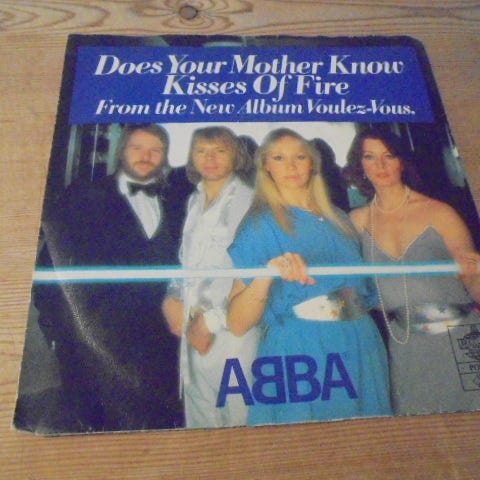 Does Your Mother Know
Kisses Of Fire
From the New Album Voulez-Vous.
ABBA